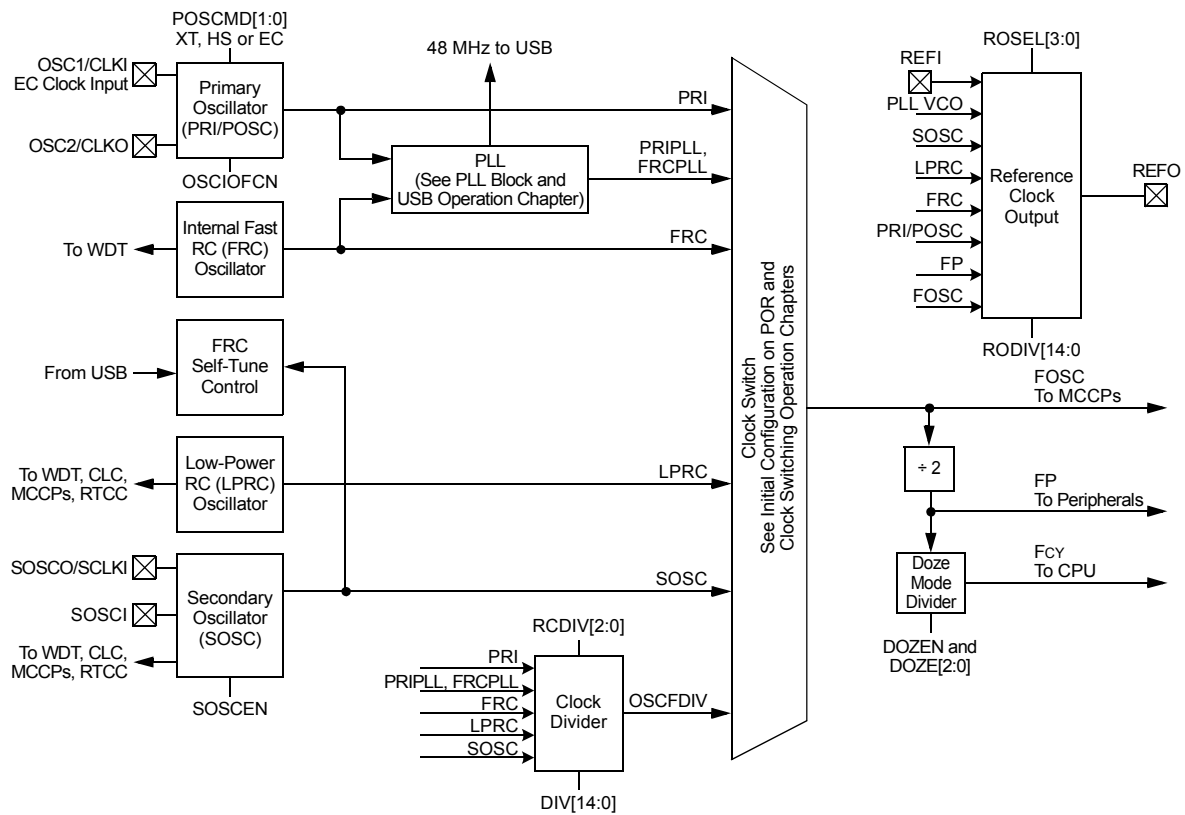 POSCMD[1:0]
XT, HS or EC
OSC1/CLKI
EC Clock Input
OSC2/CLKO
Primary
Oscillator
(PRI/POSC)
OSCIOFCN
48 MHz to USB
PRI
PLL
(See PLL Block and
USB Operation Chapter)
PRIPLL,
FRCPLL
To WDT
Internal Fast
RC (FRC)
Oscillator
FRC
From USB
FRC
Self-Tune
Control
To WDT, CLC,
MCCPs, RTCC
Low-Power
RC (LPRC)
Oscillator
LPRC
SOSCO/SCLKI
SOSCI
To WDT, CLC,
MCCPs, RTCC
Secondary
Oscillator
(SOSC)
SOSCEN
SOSC
RCDIV[2:0]
PRI
PRIPLL, FRCPLL
FRC
LPRC
SOSC
Clock
Divider
OSCFDIV
DIV[14:0]
Clock Switch
See Initial Configuration on POR and
Clock Switching Operation Chapters
ROSEL[3:0]
REFI
PLL VCO
SOSC
LPRC
FRC
PRI/POSC
FP
FOSC
Reference
Clock
Output
REFO
RODIV[14:0
FOSC
To MCCPs
÷ 2
FP
To Peripherals
Doze
Mode
Divider
FCY
To CPU
DOZEN and
DOZE[2:0]